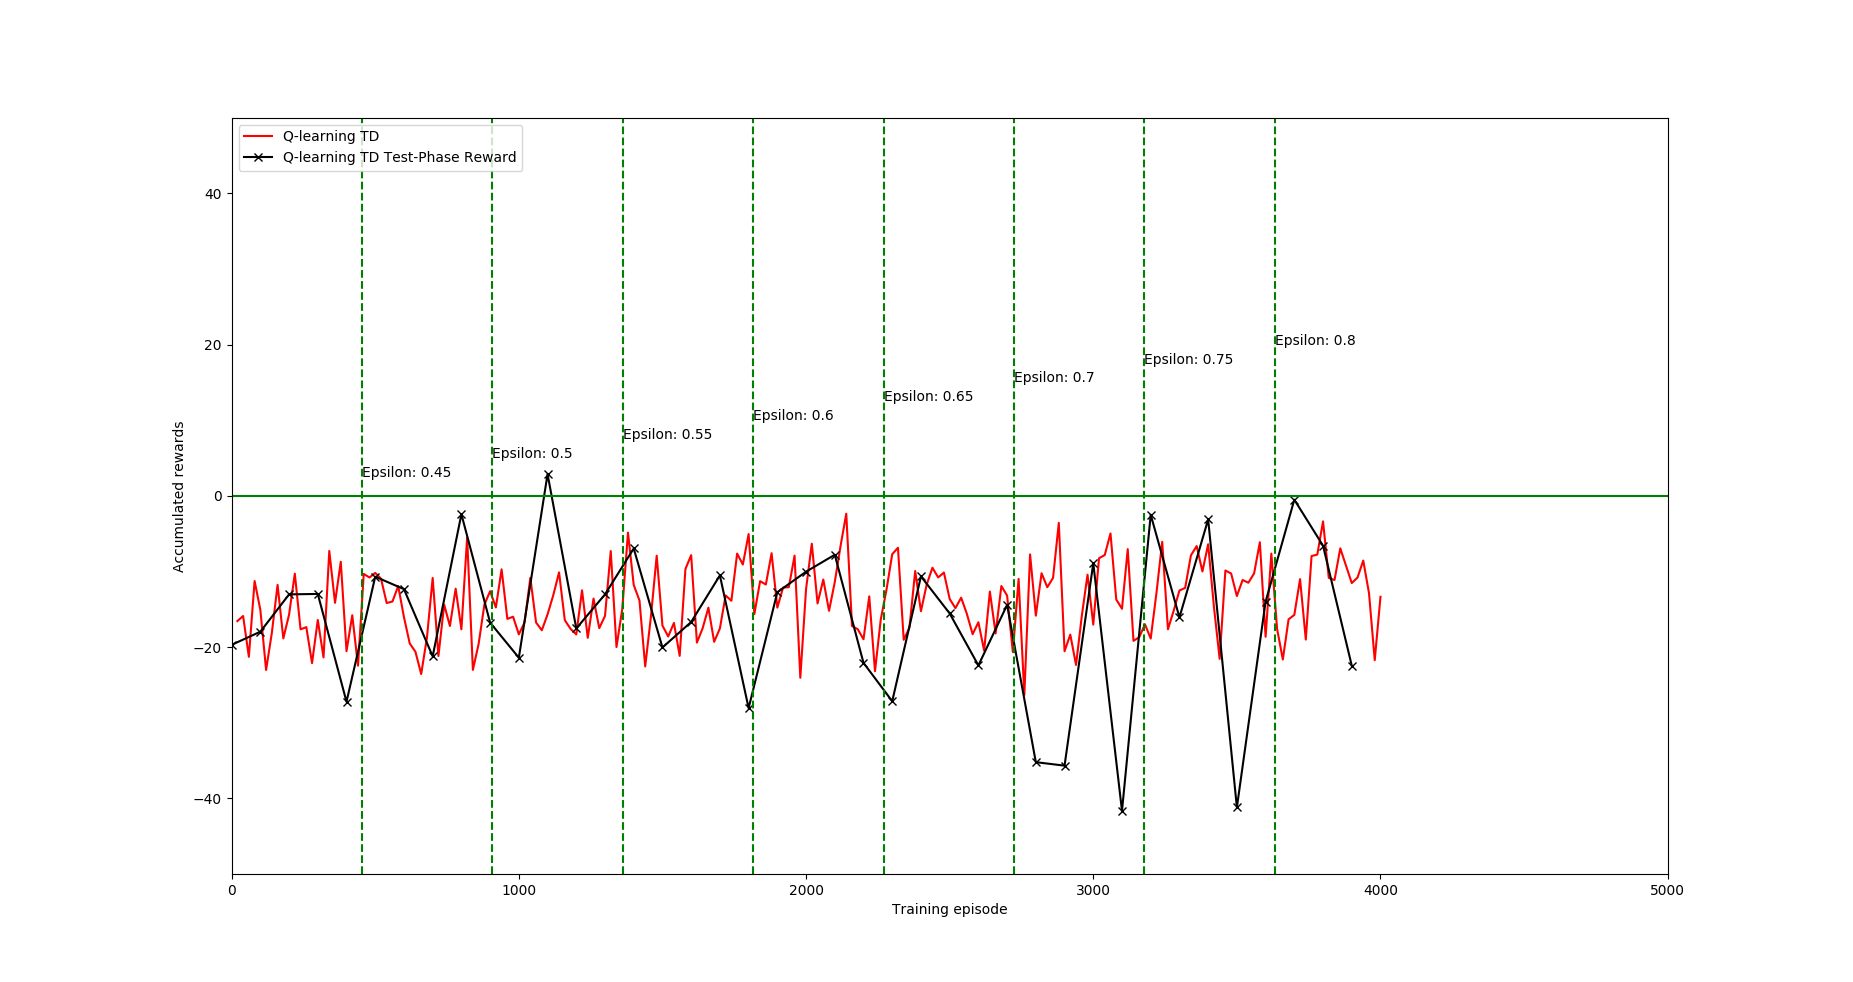 Q-learning TD
Q-learning TD Test-Phase Reward
40
20
0
−20
−40
Accumulated rewards
Epsilon: 0.45
Epsilon: 0.5
Epsilon: 0.55
Epsilon: 0.6
Epsilon: 0.65
Epsilon: 0.7
Epsilon: 0.75
Epsilon: 0.8
0
1000
2000
3000
4000
5000
Training episode